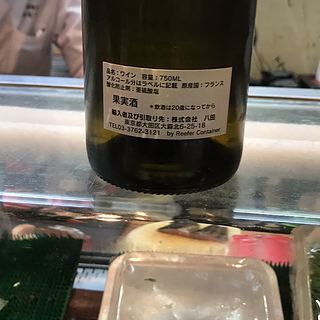 品名：ワイン 容量：750ML
アルコール分はラベルに記載 原産国：フランス
酸化防止剤：亜硫酸塩
果実酒 ＊飲酒は20歳になってから
輸入者及び引取り先：株式会社 八田
東京都大田区大森北6-25-18
TEL03-3762-3121 by Reefer Container